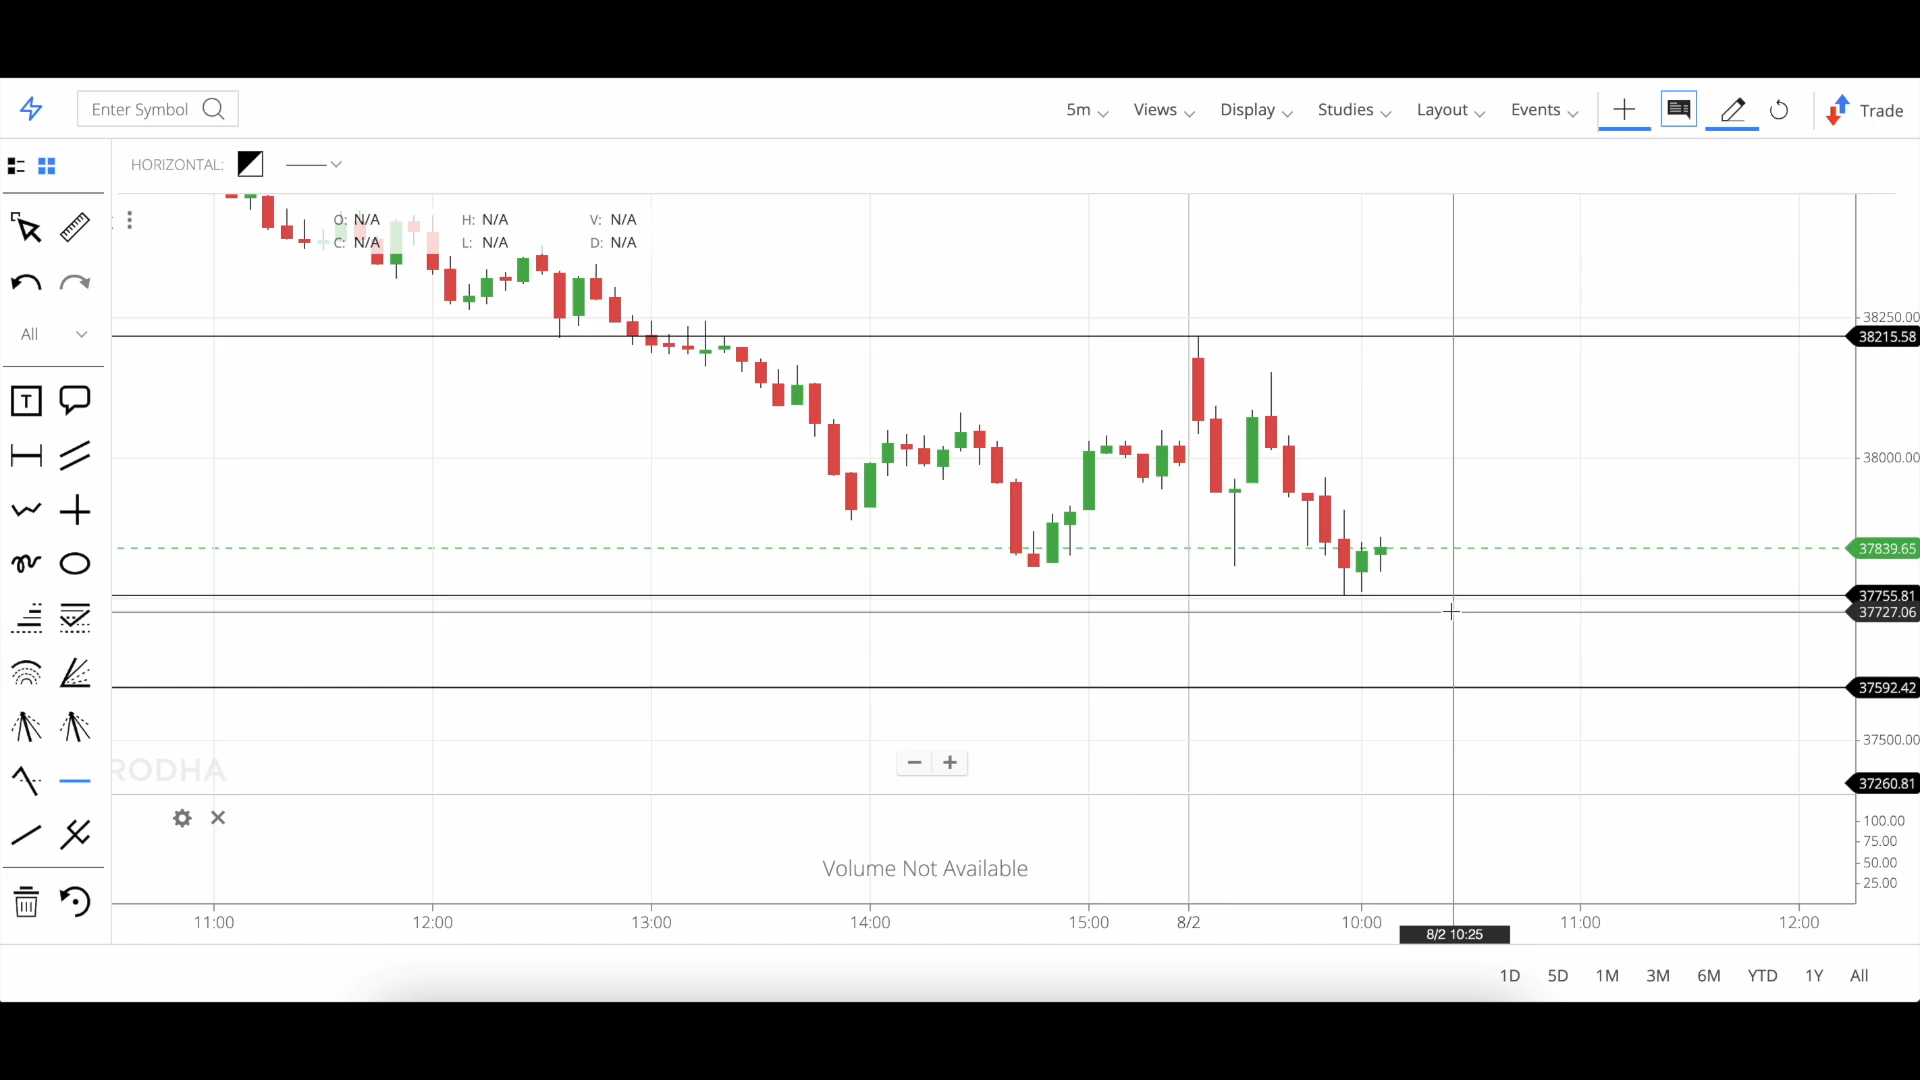 Enter Symbol
5m Views Display Studies Layout Events Trade
HORIZONTAL:
O: N/A H: N/A V: N/A
C: N/A L: N/A D: N/A
All
T
38250.00
38215.58
38000.00
37839.65
37755.81
37727.06
37592.42
37500.00
37260.81
RODHA
− +
100.00
75.00
50.00
25.00
Volume Not Available
11:00 12:00 13:00 14:00 15:00 8/2 10:00 11:00 12:00
8/2 10:25
1D 5D 1M 3M 6M YTD 1Y All